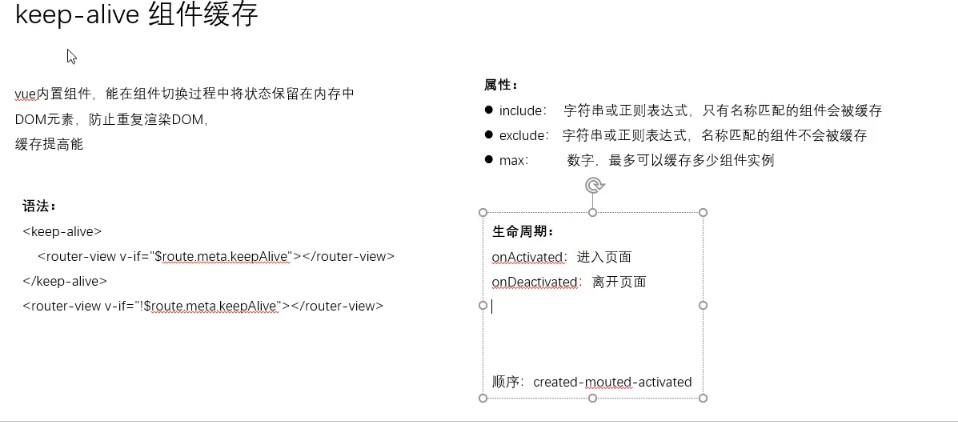 keep-alive 组件缓存
vue内置组件，能在组件切换过程中将状态保留在内存中
DOM元素，防止重复渲染DOM，
缓存提高能
语法：
<keep-alive>
<router-view v-if="$route.meta.keepAlive"></router-view>
</keep-alive>
<router-view v-if="!$route.meta.keepAlive"></router-view>
属性：
● include： 字符串或正则表达式，只有名称匹配的组件会被缓存
● exclude： 字符串或正则表达式，名称匹配的组件不会被缓存
● max： 数字，最多可以缓存多少组件实例
生命周期：
onActivated：进入页面
onDeactivated：离开页面
顺序：created-mouted-activated